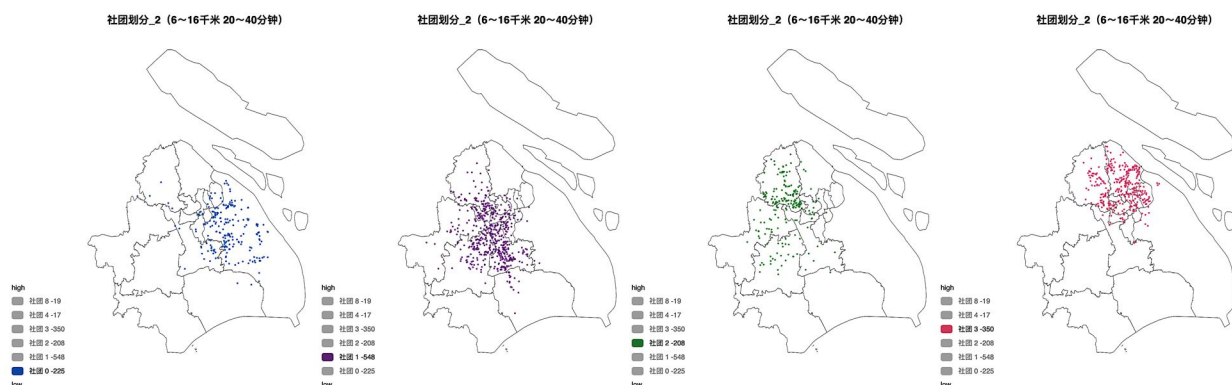 社团划分_2（6～16千米 20～40分钟）
high
社团 8 -19
社团 4 -17
社团 3 -350
社团 2 -208
社团 1 -548
社团 0 -225
low
社团划分_2（6～16千米 20～40分钟）
high
社团 8 -19
社团 4 -17
社团 3 -350
社团 2 -208
社团 1 -548
社团 0 -225
low
社团划分_2（6～16千米 20～40分钟）
high
社团 8 -19
社团 4 -17
社团 3 -350
社团 2 -208
社团 1 -548
社团 0 -225
low
社团划分_2（6～16千米 20～40分钟）
high
社团 8 -19
社团 4 -17
社团 3 -350
社团 2 -208
社团 1 -548
社团 0 -225
low